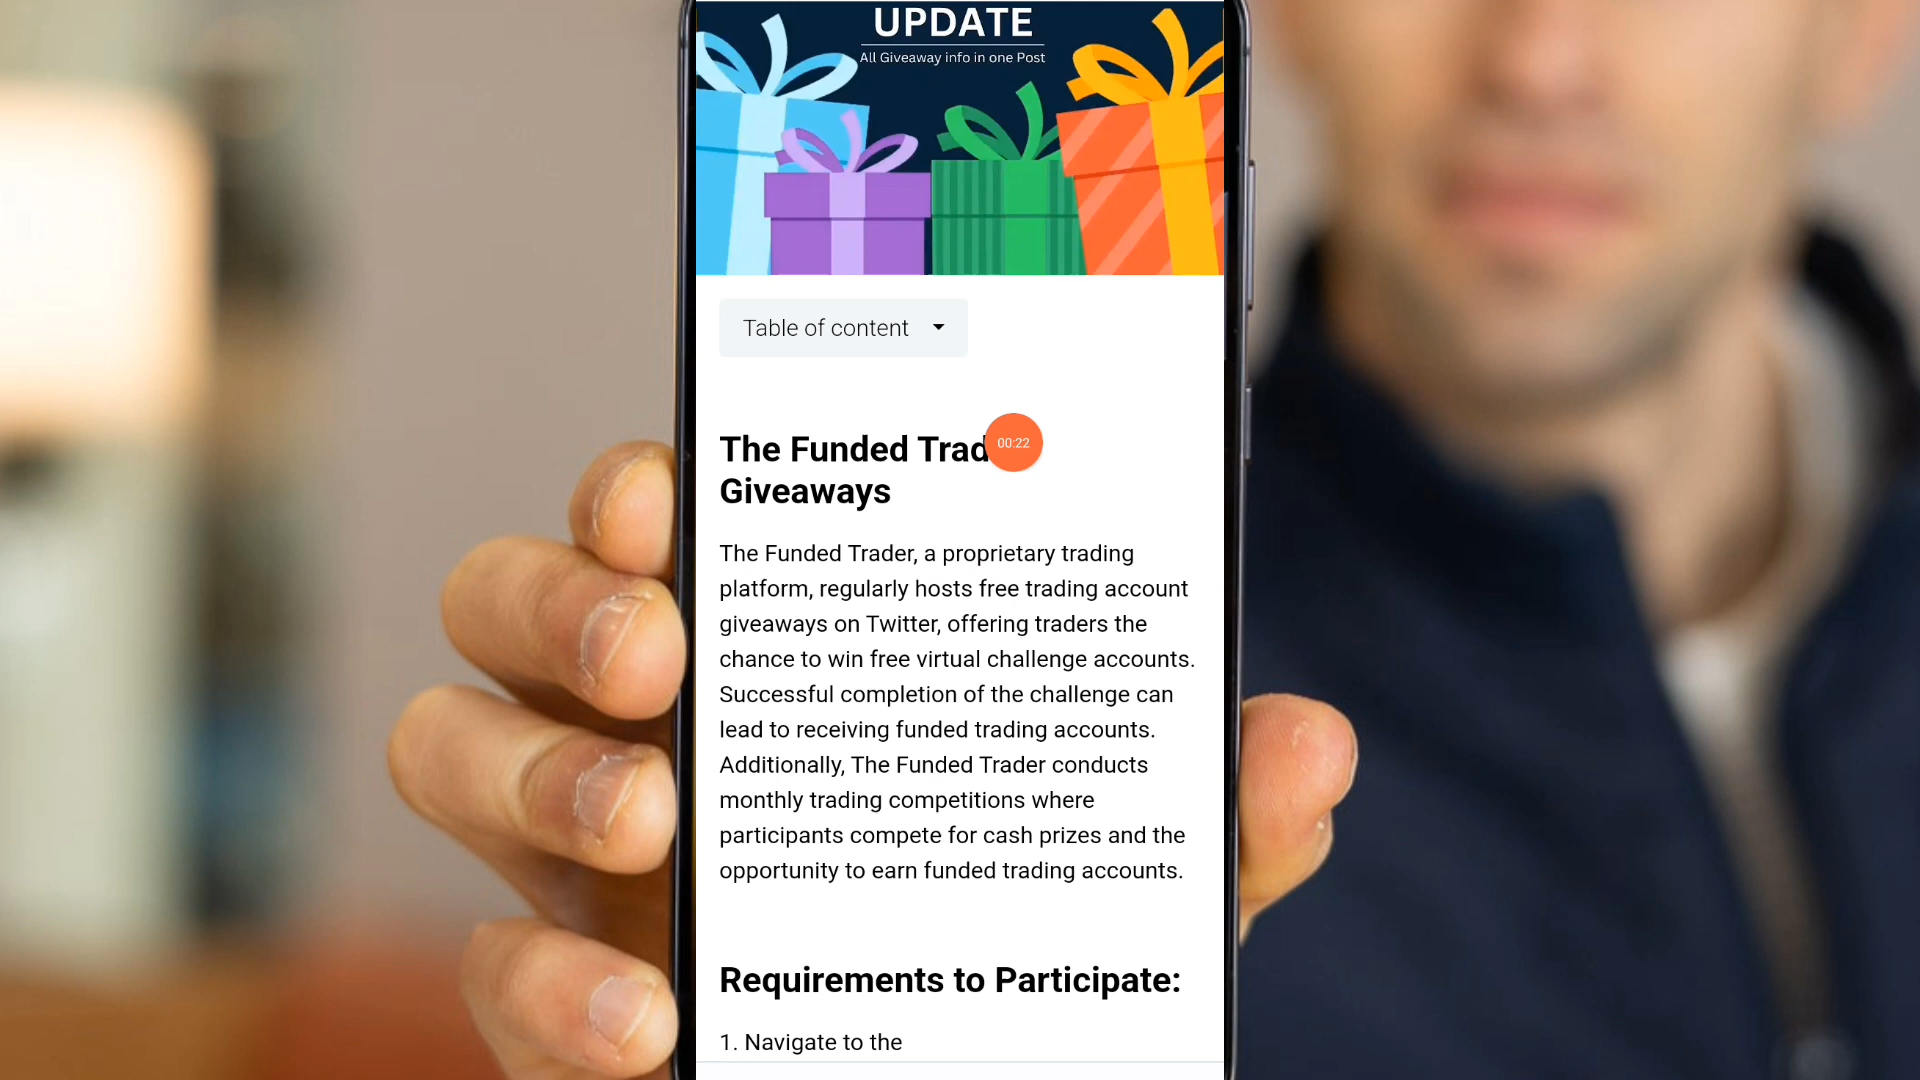 UPDATE
All Giveaway info in one Post
Table of content
The Funded Trad
00:22
Giveaways
The Funded Trader, a proprietary trading
platform, regularly hosts free trading account
giveaways on Twitter, offering traders the
chance to win free virtual challenge accounts.
Successful completion of the challenge can
lead to receiving funded trading accounts.
Additionally, The Funded Trader conducts
monthly trading competitions where
participants compete for cash prizes and the
opportunity to earn funded trading accounts.
Requirements to Participate:
1. Navigate to the